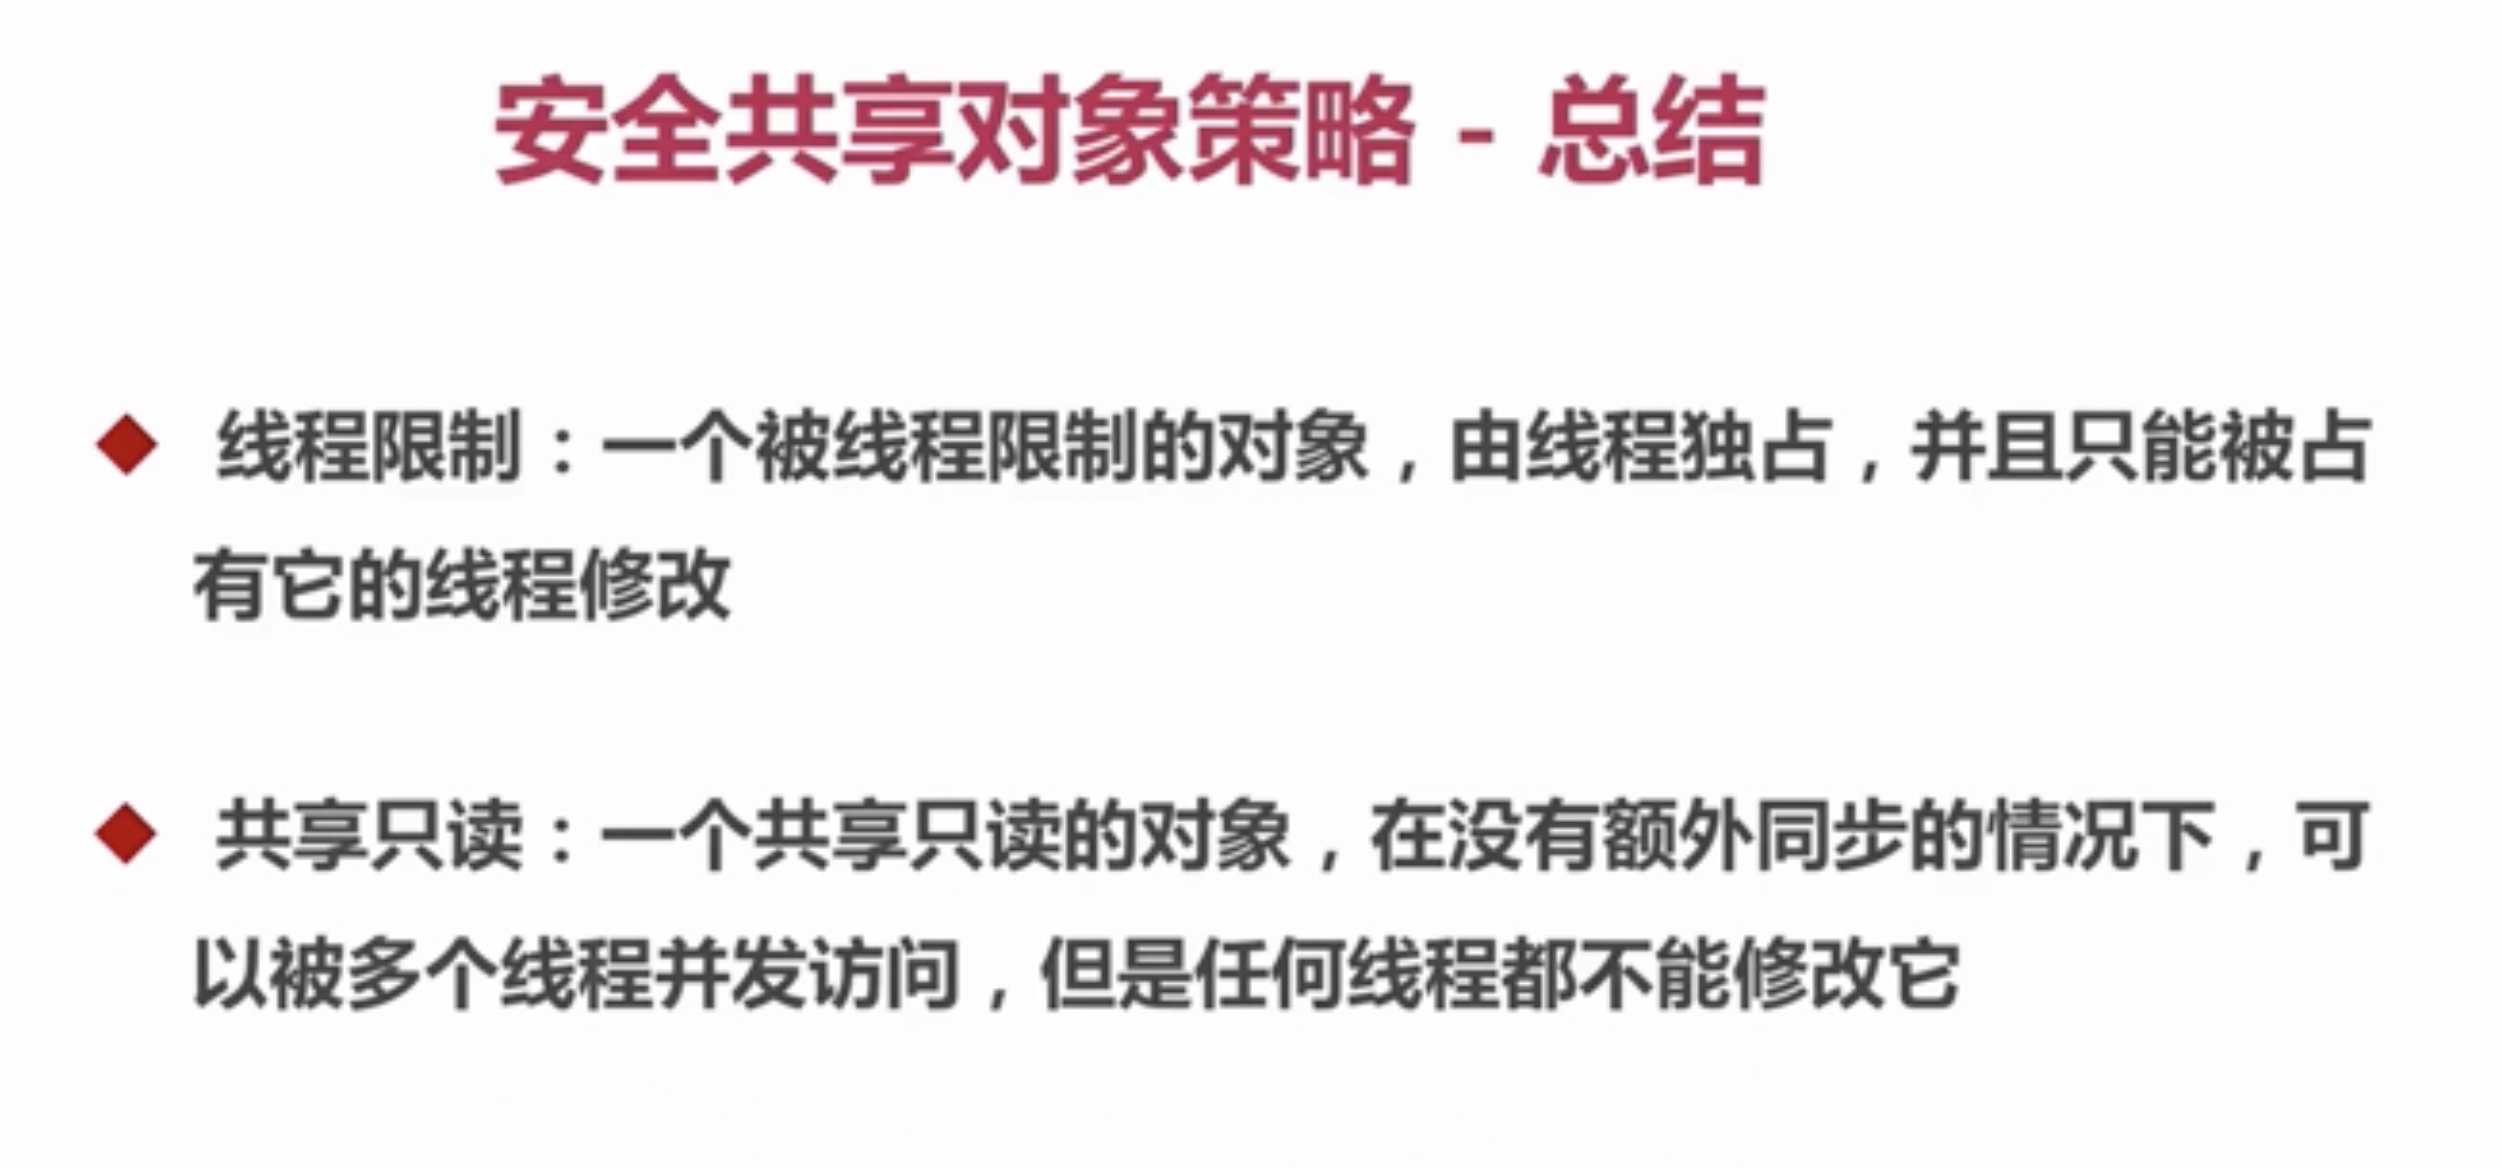 安全共享对象策略 - 总结
线程限制：一个被线程限制的对象，由线程独占，并且只能被占
有它的线程修改
共享只读：一个共享只读的对象，在没有额外同步的情况下，可
以被多个线程并发访问，但是任何线程都不能修改它